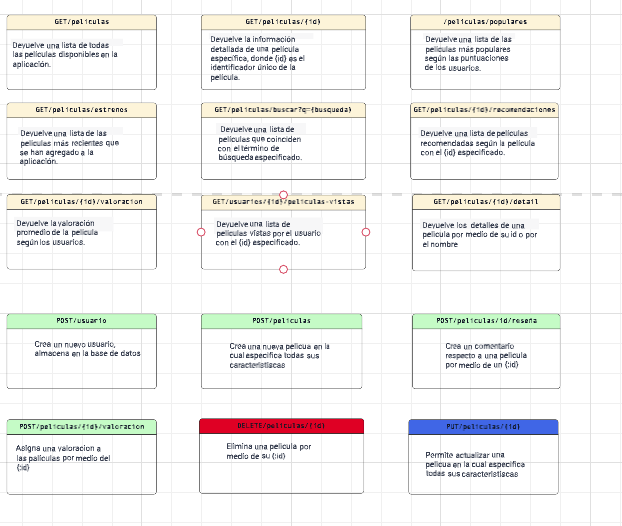 GET/peliculas
Devuelve una lista de todas
las películas disponibles en la
aplicación.
GET/peliculas/{id}
Devuelve la información
detallada de una película
específica, donde {id} es el
identificador único de la
película.
/peliculas/populares
Devuelve una lista de las
películas más populares
según las puntuaciones
de los usuarios.
GET/peliculas/estrenos
Devuelve una lista de las
películas más recientes que
se han agregado a la
aplicación.
GET/peliculas/buscar?q={busqueda}
Devuelve una lista de
películas que coinciden
con el término de
búsqueda especificado.
GET/peliculas/{id}/recomendaciones
Devuelve una lista de películas
recomendadas según la película
con el {id} especificado.
GET/peliculas/{id}/valoracion
Devuelve la valoración
promedio de la película
según los usuarios.
GET/usuarios/{id}/peliculas-vistas
Devuelve una lista de
películas vistas por el usuario
con el {id} especificado.
GET/peliculas/{id}/detail
Devuelve los detalles de una
película por medio de su id o por
el nombre
POST/usuario
Crea un nuevo usuario,
almacena en la base de datos
POST/peliculas
Crea una nueva pelicua en la
cual especifica todas sus
caracteristiscas
POST/peliculas/id/reseña
Crea un comentario
respecto a una pelicula
por medio de un {:id}
POST/peliculas/{id}/valoracion
Asigna una valoracion a
las paliculas por medio del
{:id}
DELETE/peliculas/{id}
Elimina una pelicula por
medio de su {:id}
PUT/peliculas/{id}
Permite actualizar una
pelicua en la cual especifica
todas sus caracteristiscas